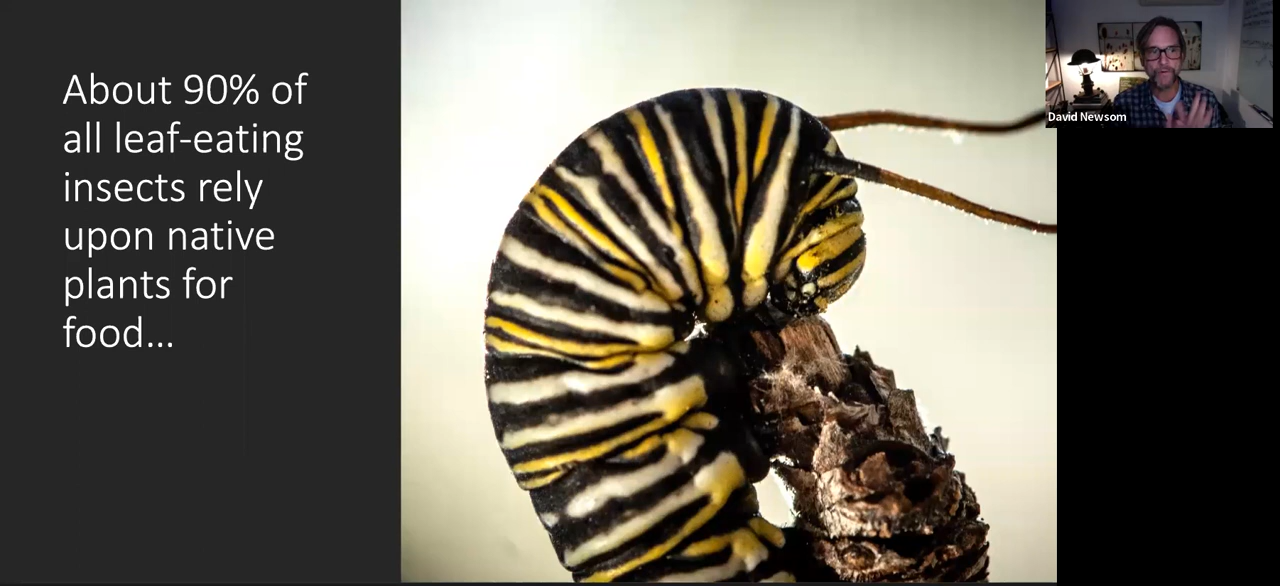 About 90% of
all leaf-eating
insects rely
upon native
plants for
food...
David Newsom